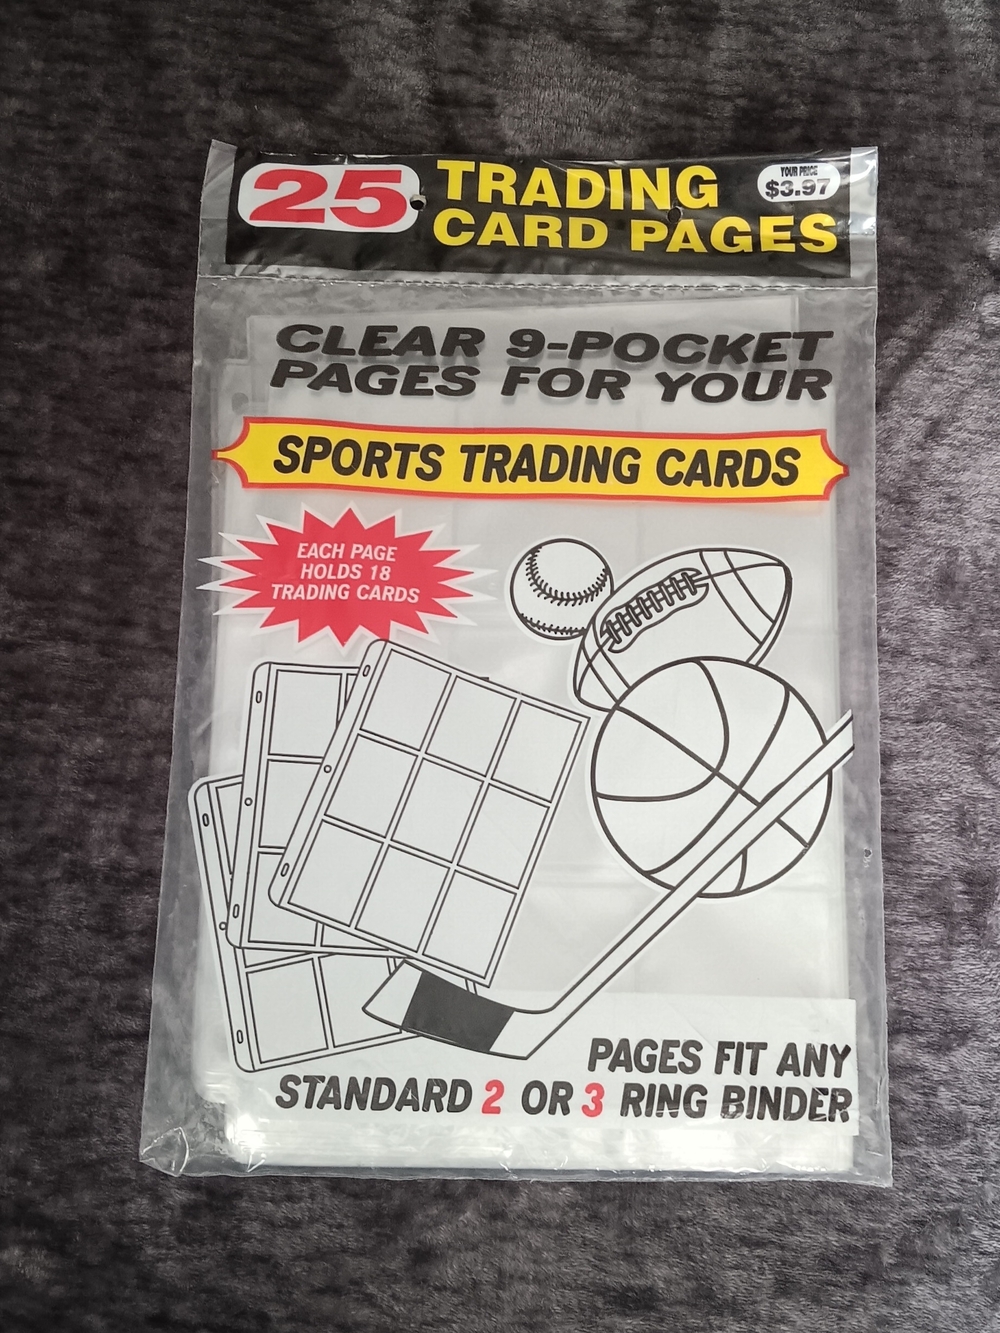 25
TRADING
CARD PAGES
YOUR PRICE
$3.97
CLEAR 9-POCKET
PAGES FOR YOUR
SPORTS TRADING CARDS
EACH PAGE
HOLDS 18
TRADING CARDS
PAGES FIT ANY
STANDARD 2 OR 3 RING BINDER